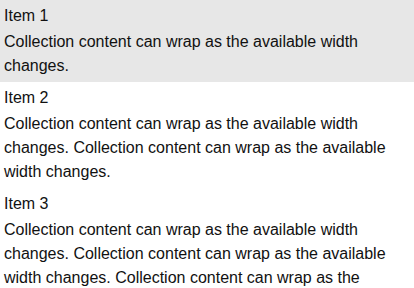 Item 1
Collection content can wrap as the available width
changes.
Item 2
Collection content can wrap as the available width
changes. Collection content can wrap as the available
width changes.
Item 3
Collection content can wrap as the available width
changes. Collection content can wrap as the available
width changes. Collection content can wrap as the